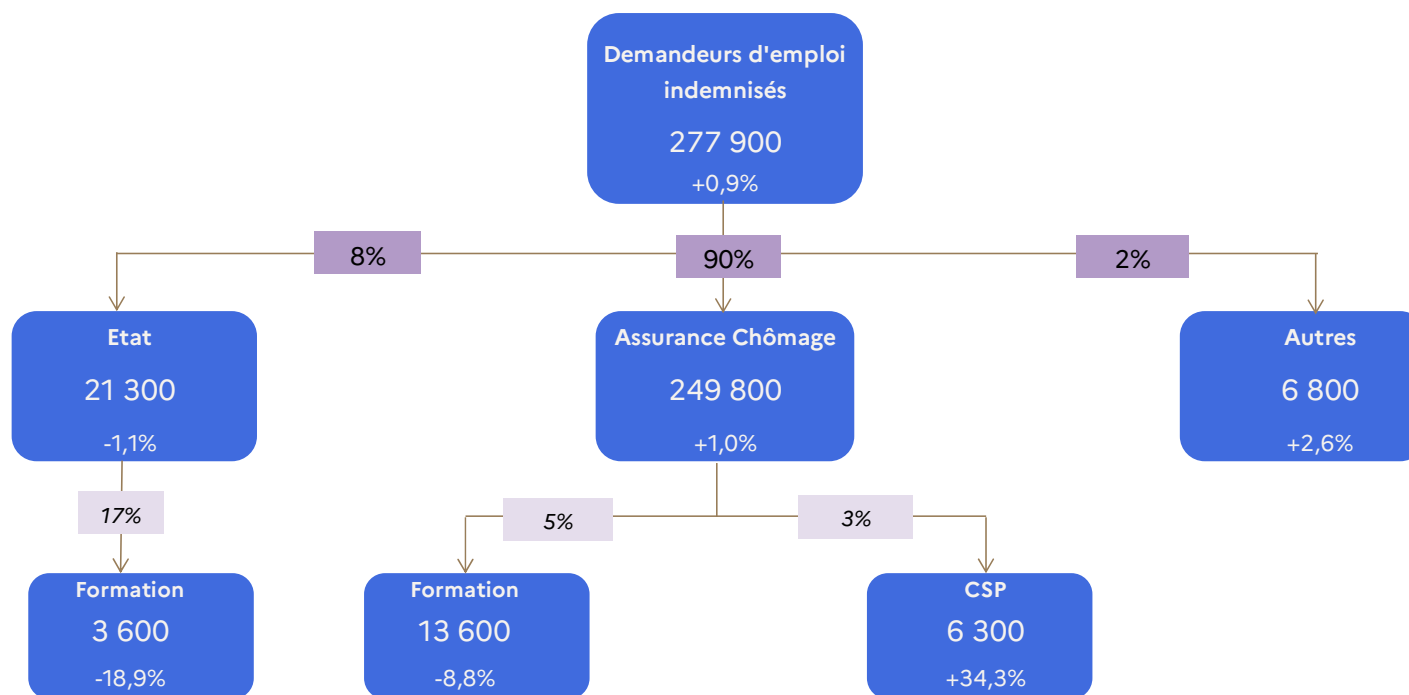 Demandeurs d'emploi
indemnisés
277 900
+0,9%
8%
90%
2%
Etat
21 300
-1,1%
Assurance Chômage
249 800
+1,0%
Autres
6 800
+2,6%
17%
5%
3%
Formation
3 600
-18,9%
Formation
13 600
-8,8%
CSP
6 300
+34,3%